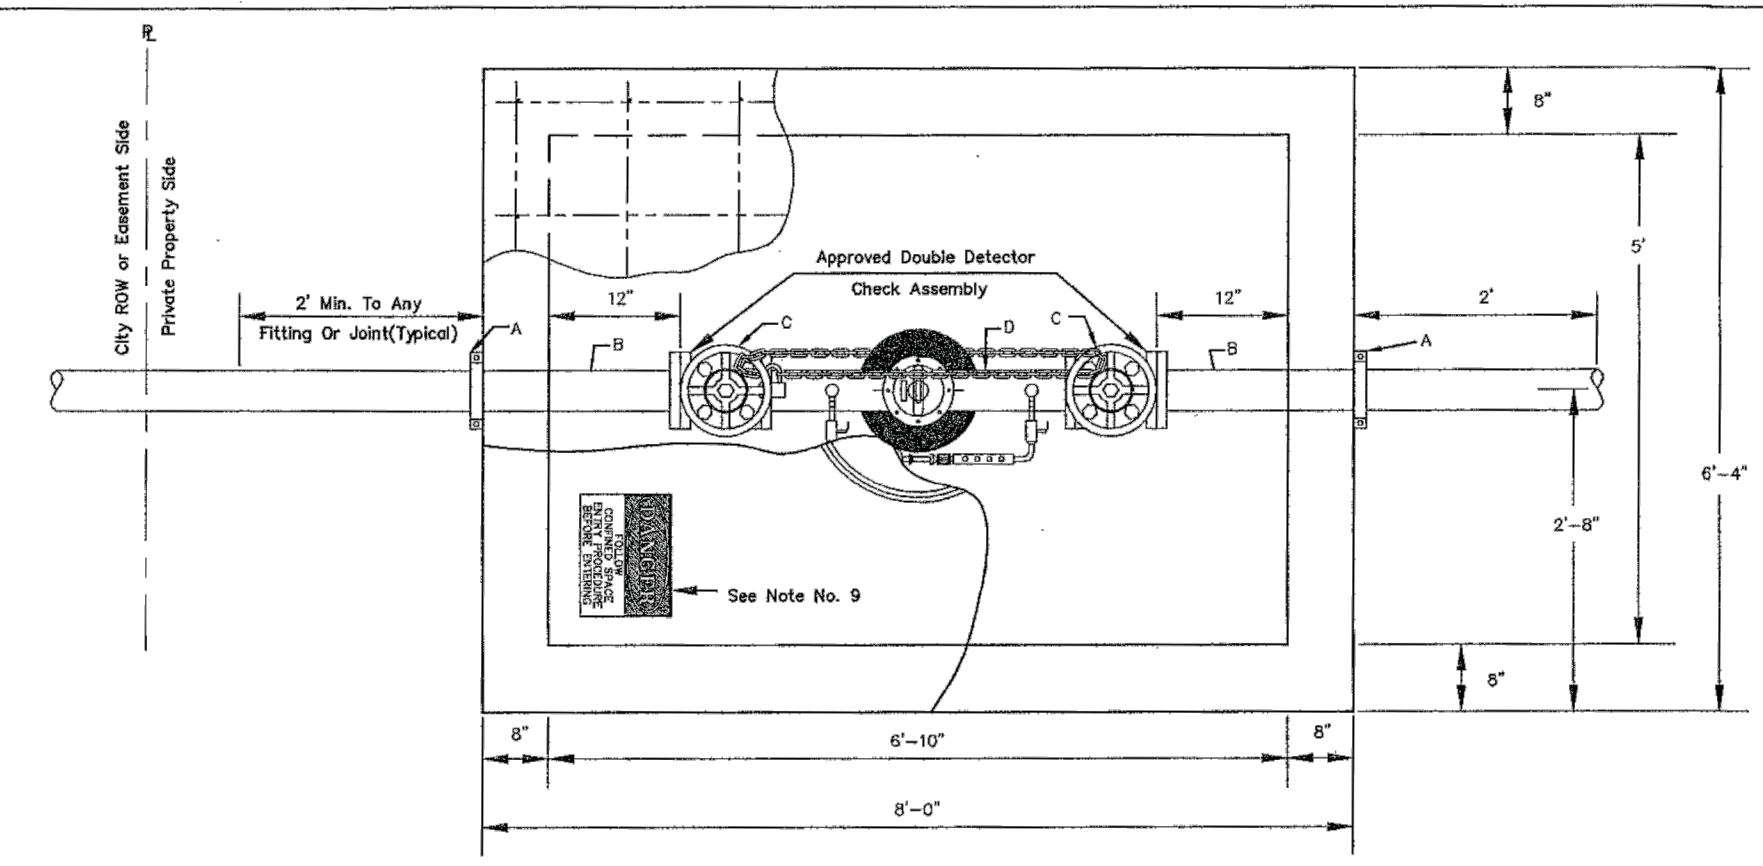 PL
City ROW or Easement Side
Private Property Side
2' Min. To Any
Fitting Or Joint(Typical)
A
B
12"
Approved Double Detector
Check Assembly
C
D
C
12"
B
A
2'
8"
5'
6'-4"
2'-8"
8"
DANGER
FOLLOW
CONFINED SPACE
ENTRY PROCEDURE
BEFORE ENTERING
See Note No. 9
8"
6'-10"
8"
8'-0"